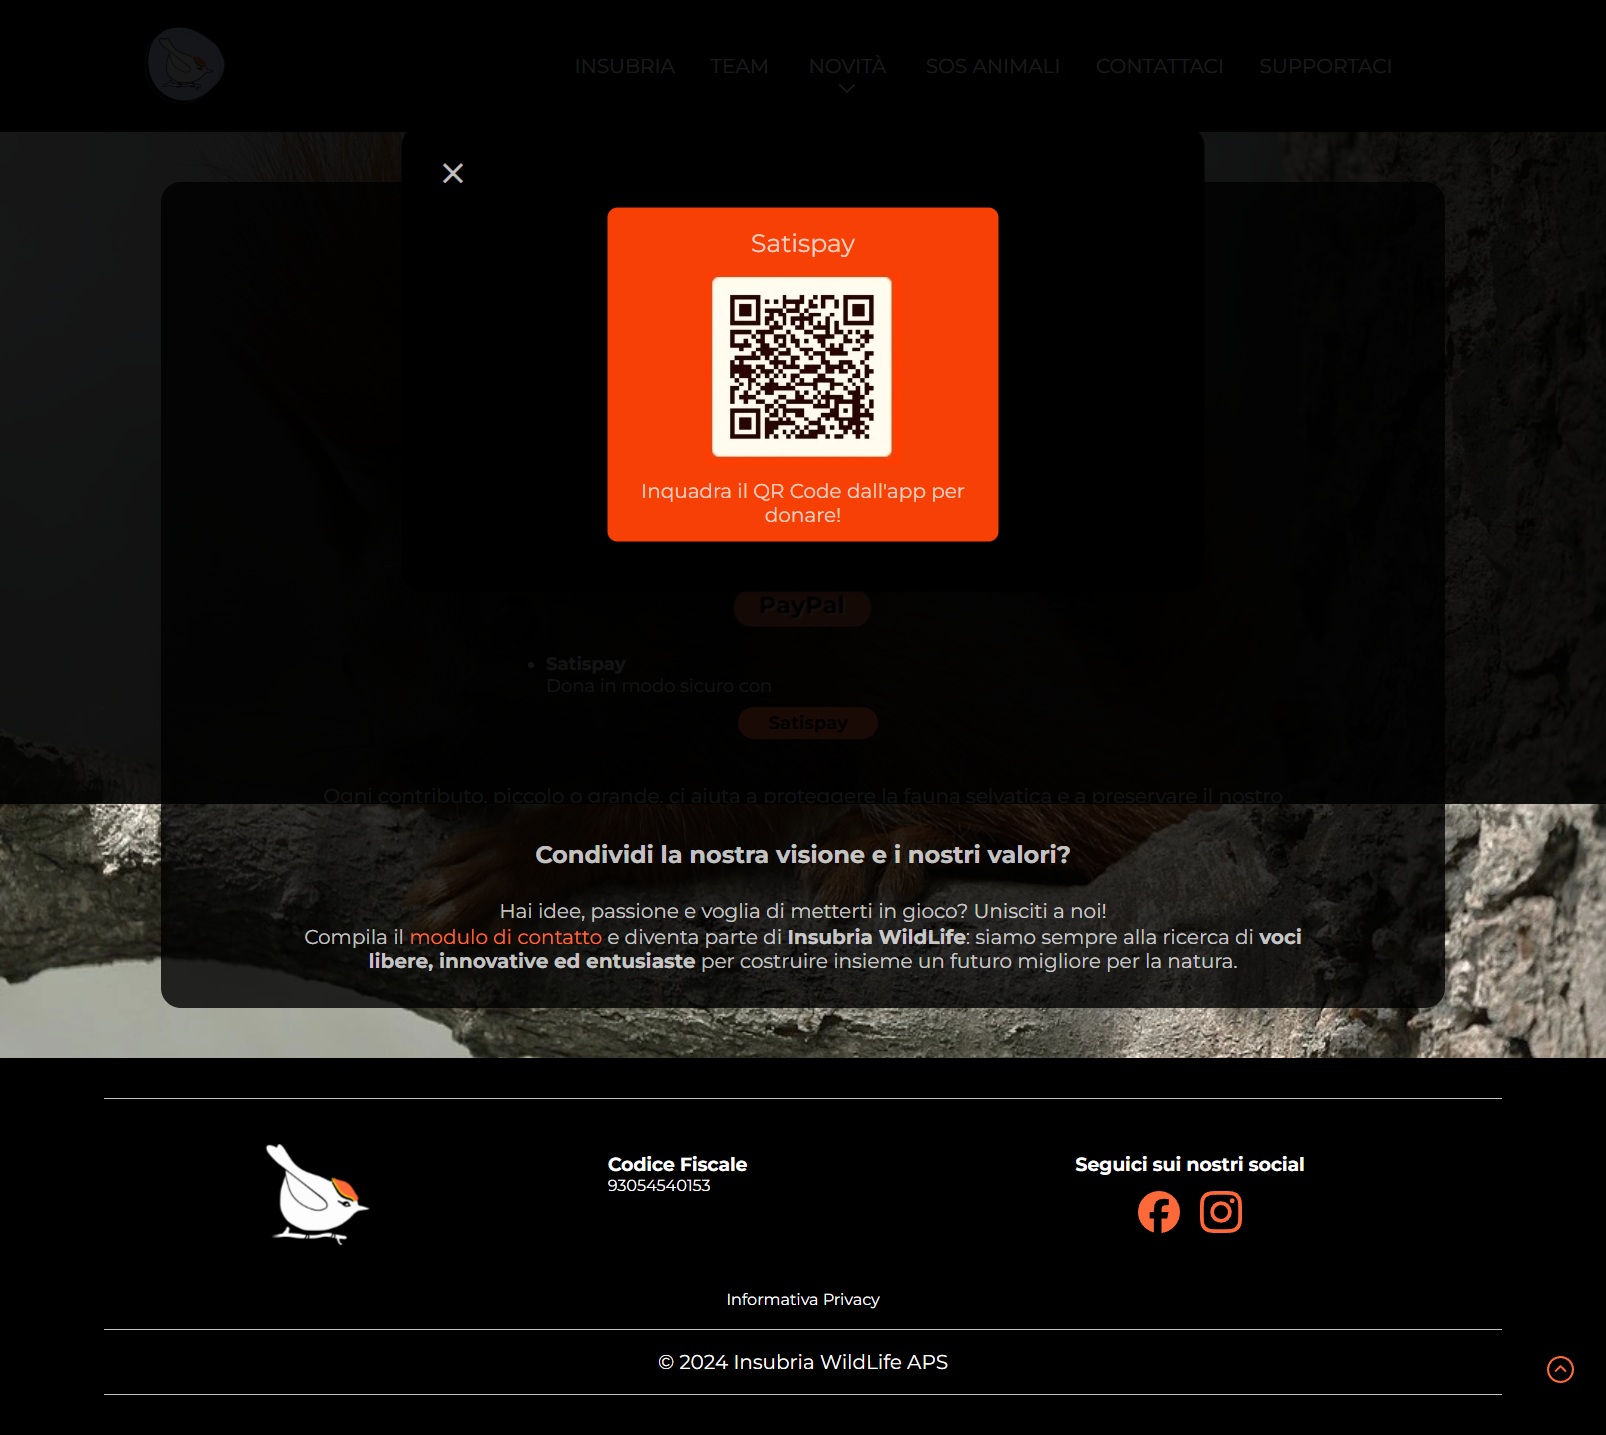 INSUBRIA TEAM NOVITÀ SOS ANIMALI CONTATTACI SUPPORTACI
Satispay
Inquadra il QR Code dall'app per
donare!
PayPal
Satispay
Dona in modo sicuro con
Satispay
Ogni contributo, piccolo o grande, ci aiuta a proteggere la fauna selvatica e a preservare il nostro
Condividi la nostra visione e i nostri valori?
Hai idee, passione e voglia di metterti in gioco? Unisciti a noi!
Compila il modulo di contatto e diventa parte di Insubria WildLife: siamo sempre alla ricerca di voci
libere, innovative ed entusiaste per costruire insieme un futuro migliore per la natura.
Codice Fiscale
93054540153
Seguici sui nostri social
Informativa Privacy
© 2024 Insubria WildLife APS